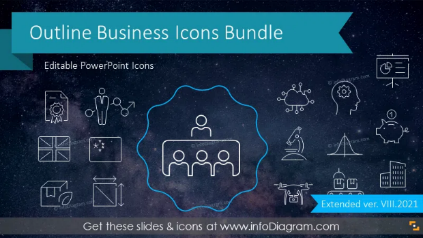 Outline Business Icons Bundle
Editable PowerPoint Icons
Extended ver. VIII.2021
Get these slides & icons at www.infoDiagram.com